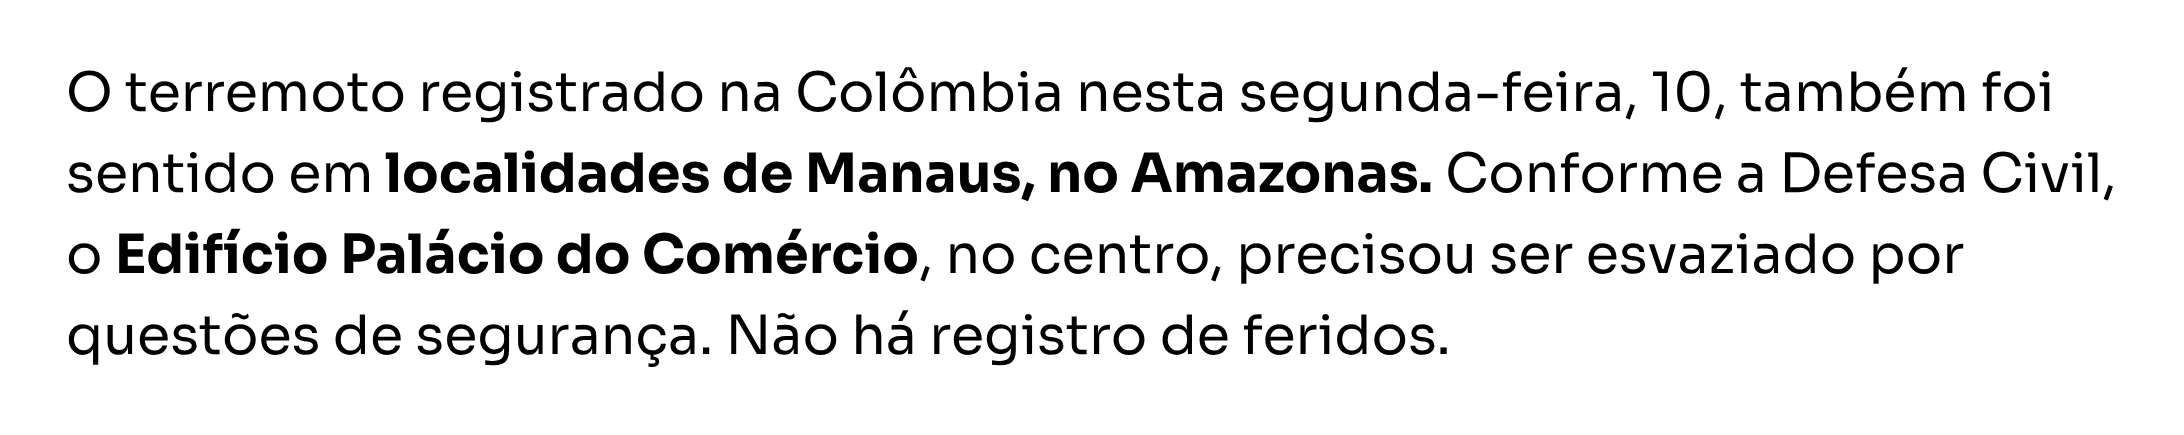 O terremoto registrado na Colômbia nesta segunda-feira, 10, também foi
sentido em localidades de Manaus, no Amazonas. Conforme a Defesa Civil,
o Edifício Palácio do Comércio, no centro, precisou ser esvaziado por
questões de segurança. Não há registro de feridos.